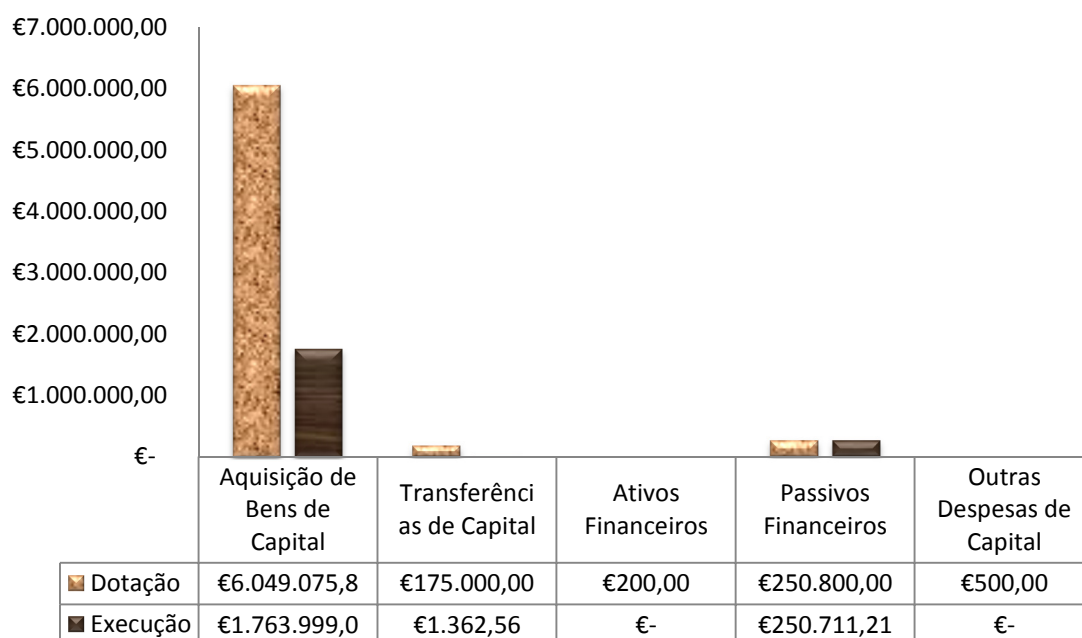 €7.000.000,00
€6.000.000,00
€5.000.000,00
€4.000.000,00
€3.000.000,00
€2.000.000,00
€1.000.000,00
€-
Aquisição de
Bens de
Capital
Transferênci
as de Capital
Ativos
Financeiros
Passivos
Financeiros
Outras
Despesas de
Capital
Dotação €6.049.075,8 €175.000,00 €200,00 €250.800,00 €500,00
Execução €1.763.999,0 €1.362,56 €- €250.711,21 €-